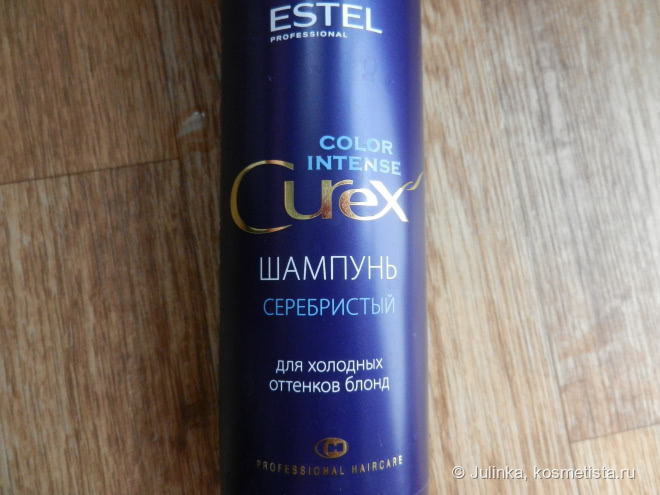 ESTEL
PROFESSIONAL
COLOR
INTENSE
Curex
ШАМПУНЬ
СЕРЕБРИСТЫЙ
для холодных
оттенков блонд
PROFESSIONAL HAIRCARE
© Julinka, kosmetista.ru